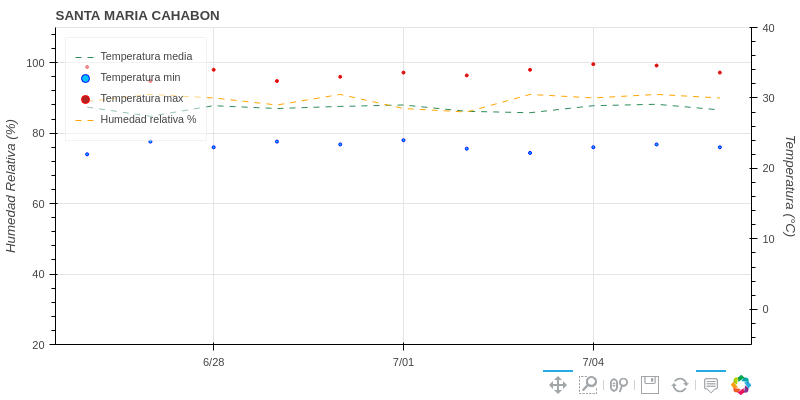 SANTA MARIA CAHABON
Temperatura media
Temperatura min
Temperatura max
Humedad relativa %
Humedad Relativa (%)
100
80
60
40
20
Temperatura (°C)
40
30
20
10
0
6/28
7/01
7/04